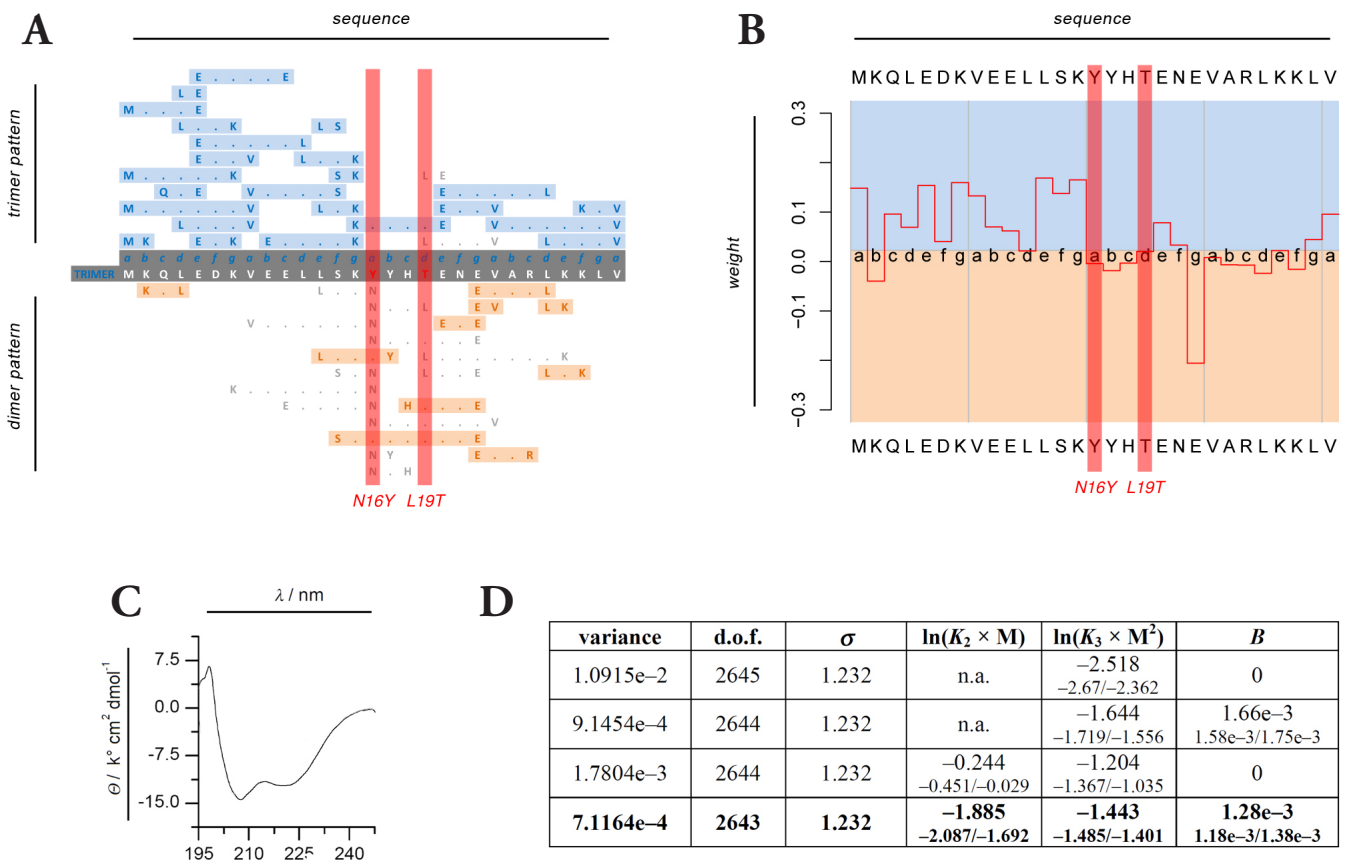 A
sequence
trimer pattern
E . . . . E
L E
M . . . E
L . . K L S
E . . . . . L
E . . V L . . K
M . . . . . K S K L E
Q . E V . . . . S E . . . . . L
M . . . . . . V L . K E . . V K . V
L . . . V K . . . . E V . . . . . . V
M K E . K E . . . . K L . . . V L . . . V
a b c d e f g a b c d e f g a b c d e f g a b c d e f g a
TRIMER M K Q L E D K V E E L L S K Y Y H T E N E V A R L K K L V
dimer pattern
K . L L . . N E . . . L
N . . L E V L K
V . . . . . . N E . E
N . . . . . E
L . . . Y L . . . . . . . K
S . N L . . E L . K
K . . . . . . . N
E . . . . N H . . . E
N . . . . . . V
S . . . . . . . E
N Y E . . R
N . H
N16Y L19T
B
sequence
M K Q L E D K V E E L L S K Y Y H T E N E V A R L K K L V
weight
0.3
0.1
0.0
−0.1
−0.3
a b c d e f g a b c d e f g a b c d e f g a b c d e f g a
M K Q L E D K V E E L L S K Y Y H T E N E V A R L K K L V
N16Y L19T
C
λ / nm
Θ / k° cm² dmol⁻¹
7.5
0.0
-7.5
-15.0
195 210 225 240
D
variance d.o.f. σ ln(K₂ × M) ln(K₃ × M²) B
1.0915e–2 2645 1.232 n.a. –2.518 0
–2.67/–2.362
9.1454e–4 2644 1.232 n.a. –1.644 1.66e–3
–1.719/–1.556 1.58e–3/1.75e–3
1.7804e–3 2644 1.232 –0.244 –1.204 0
–0.451/–0.029 –1.367/–1.035
7.1164e–4 2643 1.232 –1.885 –1.443 1.28e–3
–2.087/–1.692 –1.485/–1.401 1.18e–3/1.38e–3